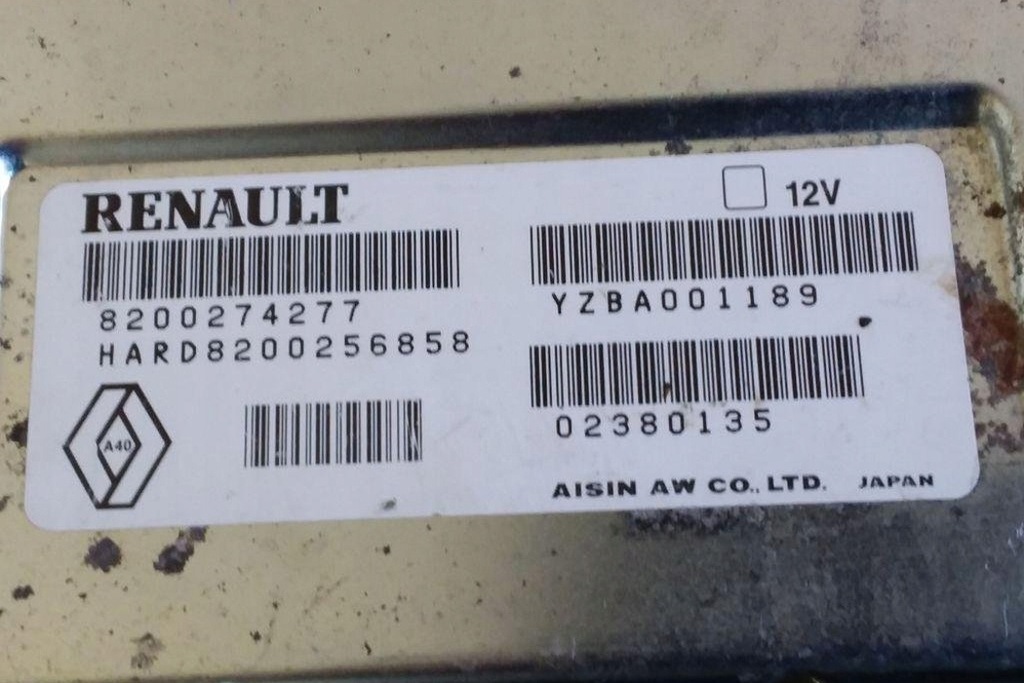 RENAULT
8200274277
HARD8200256858
A40
12V
YZBA001189
02380135
AISIN AW CO., LTD. JAPAN